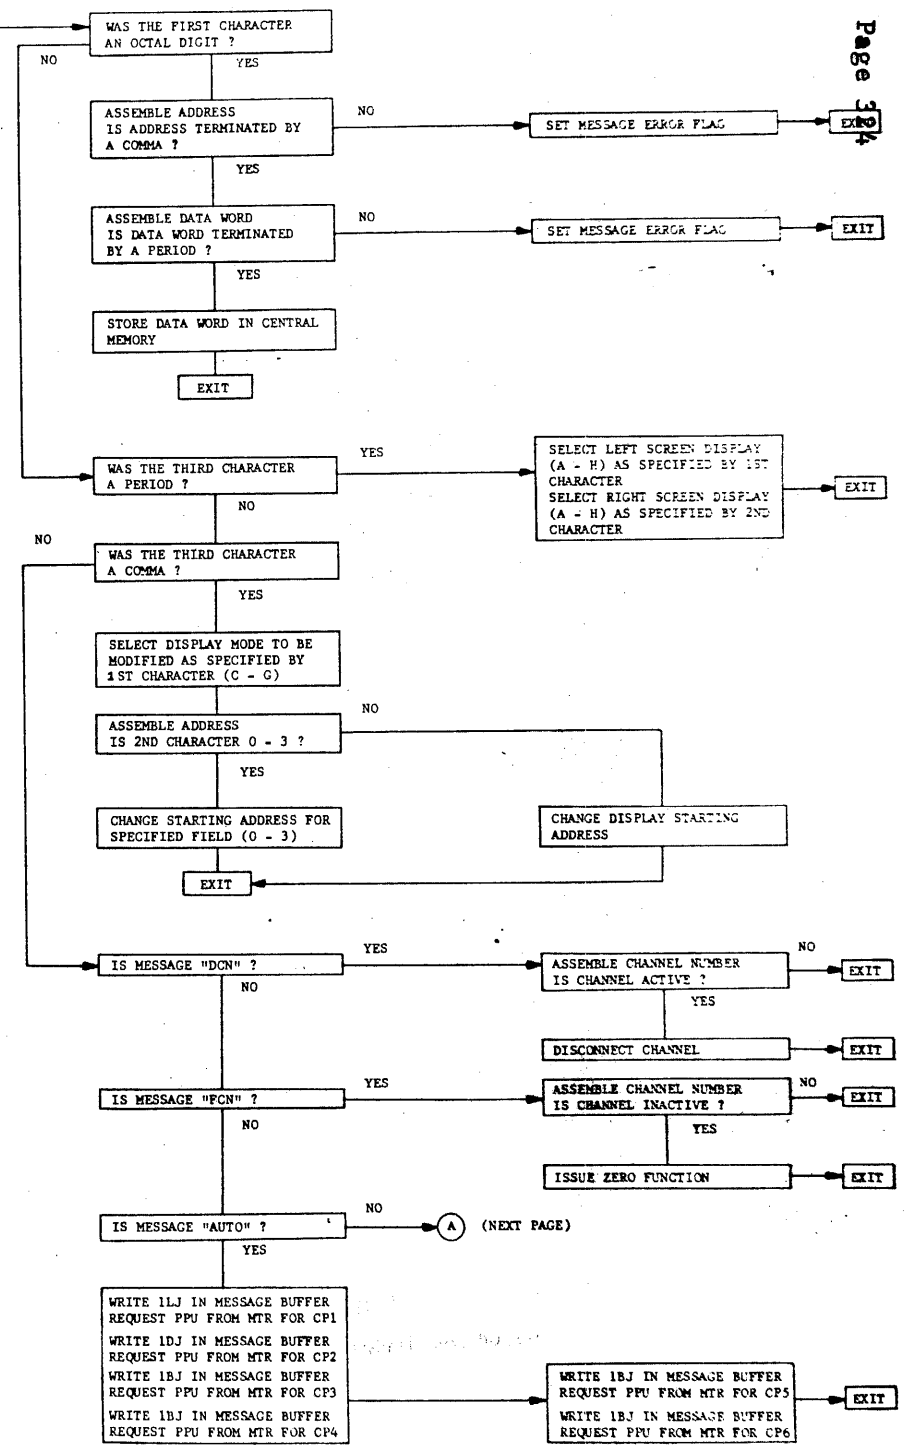 Page 324
WAS THE FIRST CHARACTER
AN OCTAL DIGIT ?
NO
YES
ASSEMBLE ADDRESS
IS ADDRESS TERMINATED BY
A COMMA ?
NO
SET MESSAGE ERROR FLAG
EXIT
YES
ASSEMBLE DATA WORD
IS DATA WORD TERMINATED
BY A PERIOD ?
NO
SET MESSAGE ERROR FLAG
EXIT
YES
STORE DATA WORD IN CENTRAL
MEMORY
EXIT
WAS THE THIRD CHARACTER
A PERIOD ?
YES
SELECT LEFT SCREEN DISPLAY
(A - H) AS SPECIFIED BY 1ST
CHARACTER
SELECT RIGHT SCREEN DISPLAY
(A - H) AS SPECIFIED BY 2ND
CHARACTER
EXIT
NO
NO
WAS THE THIRD CHARACTER
A COMMA ?
YES
SELECT DISPLAY MODE TO BE
MODIFIED AS SPECIFIED BY
1ST CHARACTER (C - G)
NO
ASSEMBLE ADDRESS
IS 2ND CHARACTER 0 - 3 ?
YES
CHANGE STARTING ADDRESS FOR
SPECIFIED FIELD (0 - 3)
CHANGE DISPLAY STARTING
ADDRESS
EXIT
IS MESSAGE "DCN" ?
YES
ASSEMBLE CHANNEL NUMBER
IS CHANNEL ACTIVE ?
NO
EXIT
NO
YES
DISCONNECT CHANNEL
EXIT
IS MESSAGE "FCN" ?
YES
ASSEMBLE CHANNEL NUMBER
IS CHANNEL INACTIVE ?
NO
EXIT
NO
YES
ISSUE ZERO FUNCTION
EXIT
IS MESSAGE "AUTO" ?
NO
A
(NEXT PAGE)
YES
WRITE 1LJ IN MESSAGE BUFFER
REQUEST PPU FROM MTR FOR CP1
WRITE 1DJ IN MESSAGE BUFFER
REQUEST PPU FROM MTR FOR CP2
WRITE 1BJ IN MESSAGE BUFFER
REQUEST PPU FROM MTR FOR CP3
WRITE 1BJ IN MESSAGE BUFFER
REQUEST PPU FROM MTR FOR CP4
WRITE 1BJ IN MESSAGE BUFFER
REQUEST PPU FROM MTR FOR CP5
WRITE 1BJ IN MESSAGE BUFFER
REQUEST PPU FROM MTR FOR CP6
EXIT